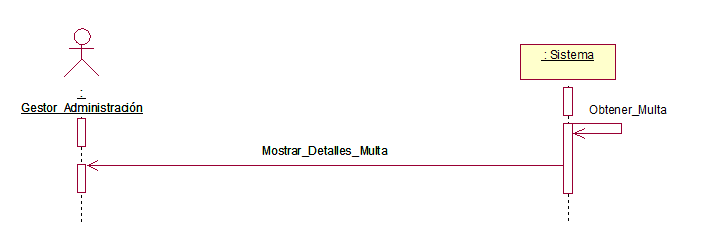 : Sistema
:
Gestor_Administración
Obtener_Multa
Mostrar_Detalles_Multa